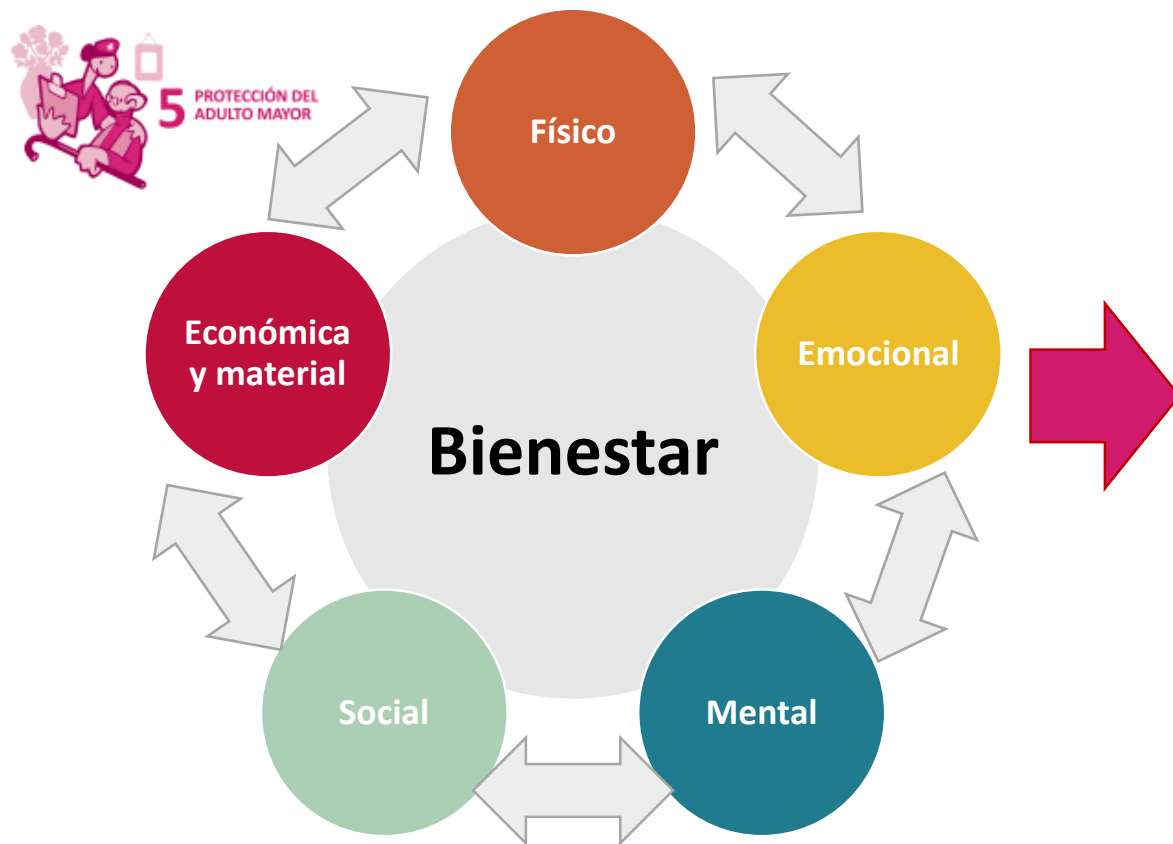 5 PROTECCIÓN DEL
ADULTO MAYOR
Físico
Económica
y material
Emocional
Bienestar
Social
Mental